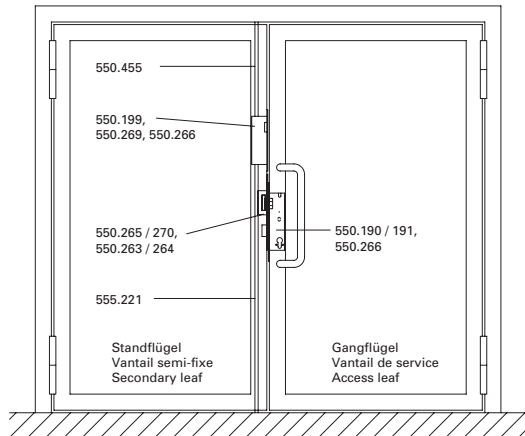 550.455
550.199,
550.269, 550.266
550.265 / 270,
550.263 / 264
550.190 / 191,
550.266
555.221
Standflügel
Vantail semi-fixe
Secondary leaf
Gangflügel
Vantail de service
Access leaf